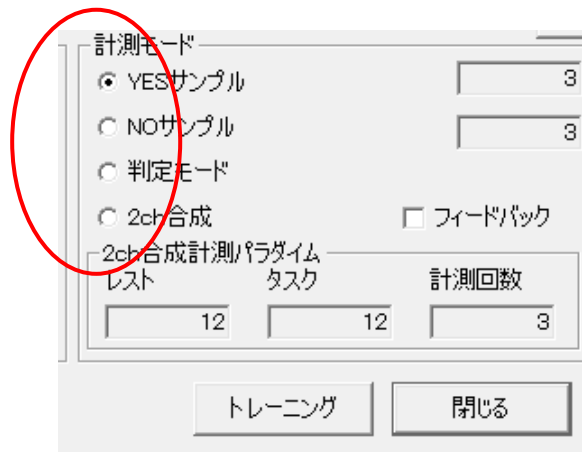 計測モード
YESサンプル 3
NOサンプル 3
判定モード
2ch合成 フィードバック
2ch合成計測パラダイム
レスト タスク 計測回数
12 12 3
トレーニング 閉じる